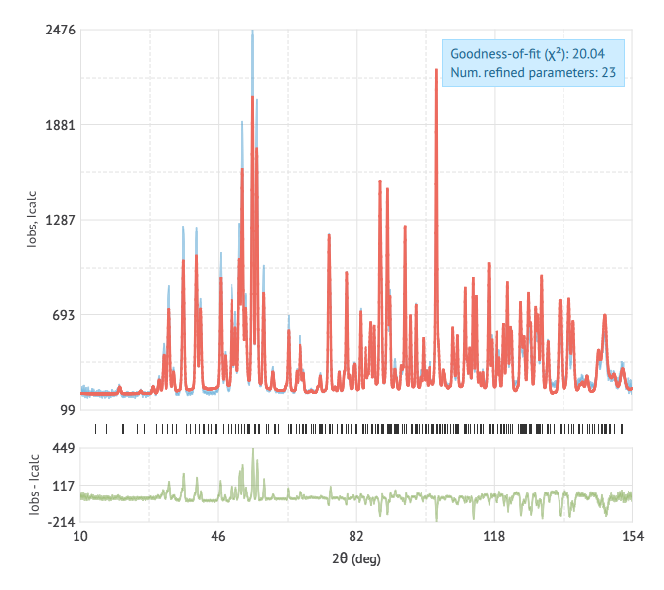 2476
Goodness-of-fit (χ²): 20.04
Num. refined parameters: 23
1881
1287
693
99
Iobs, Icalc
449
117
-214
Iobs - Icalc
10 46 82 118 154
2θ (deg)